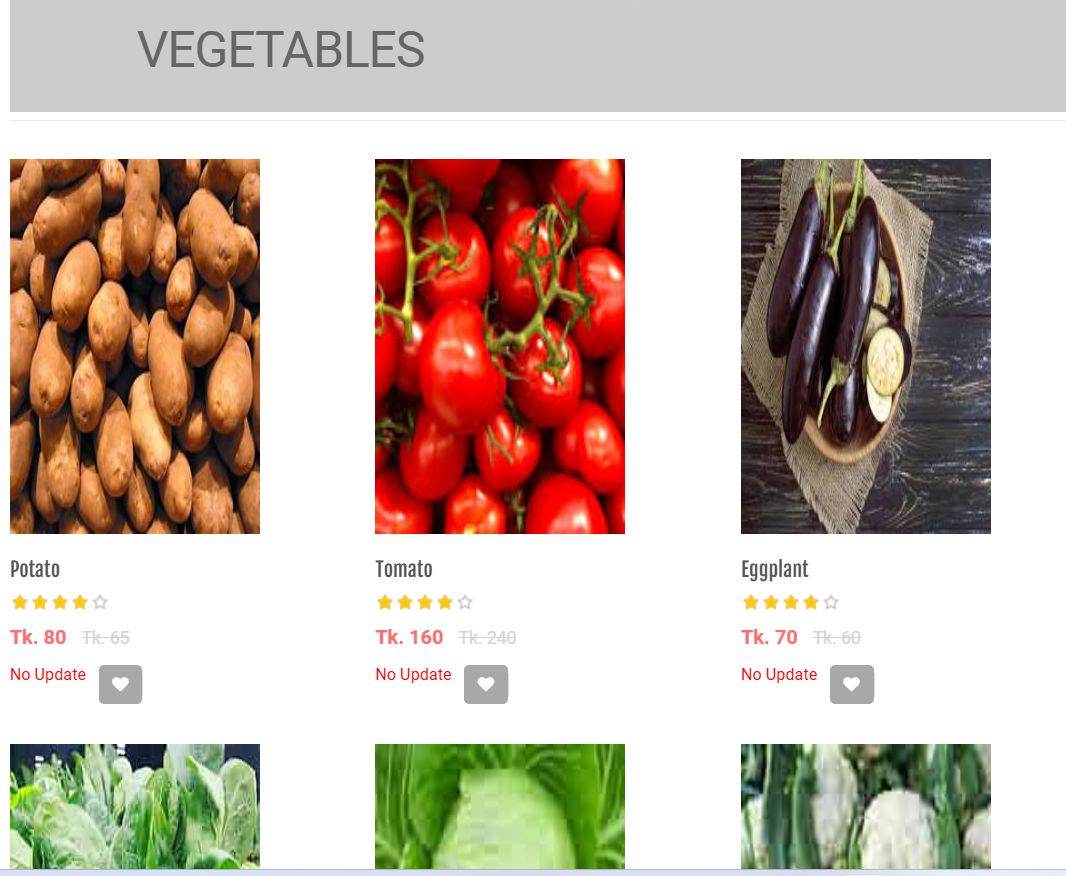 VEGETABLES
Potato
Tomato
Eggplant
Tk. 80 Tk. 65
Tk. 160 Tk. 240
Tk. 70 Tk. 60
No Update
No Update
No Update